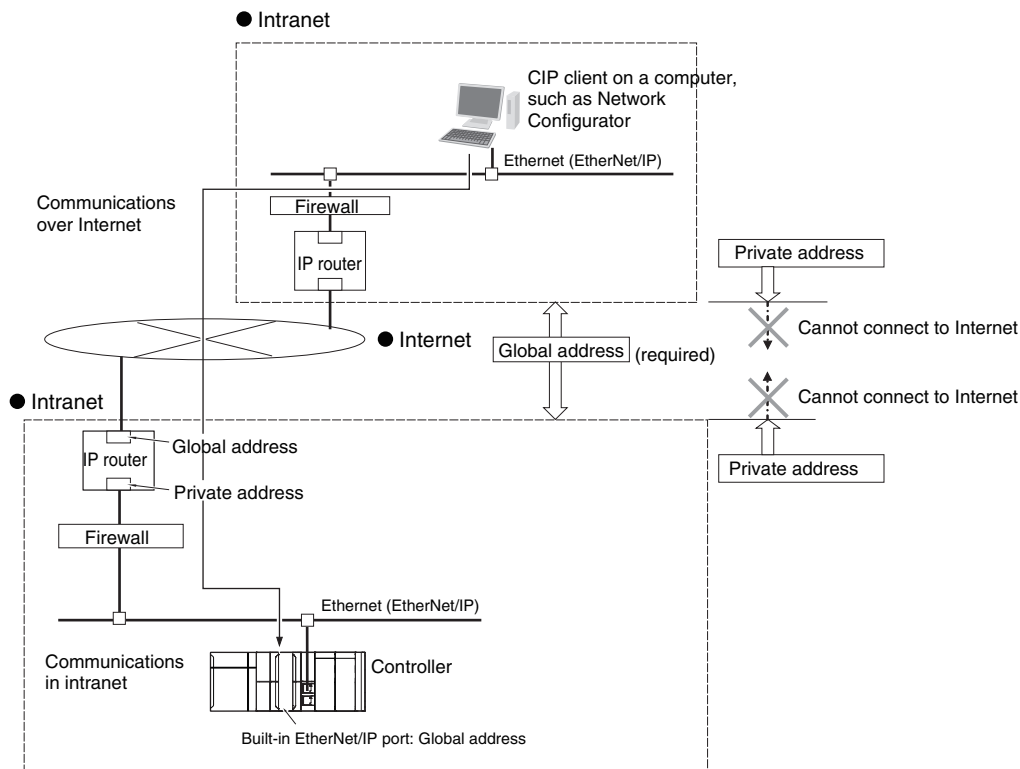 ● Intranet
CIP client on a computer,
such as Network
Configurator
Ethernet (EtherNet/IP)
Communications
over Internet
Firewall
IP router
Private address
Cannot connect to Internet
● Internet
Global address (required)
Cannot connect to Internet
Private address
● Intranet
Global address
IP router
Private address
Firewall
Ethernet (EtherNet/IP)
Communications
in intranet
Controller
Built-in EtherNet/IP port: Global address